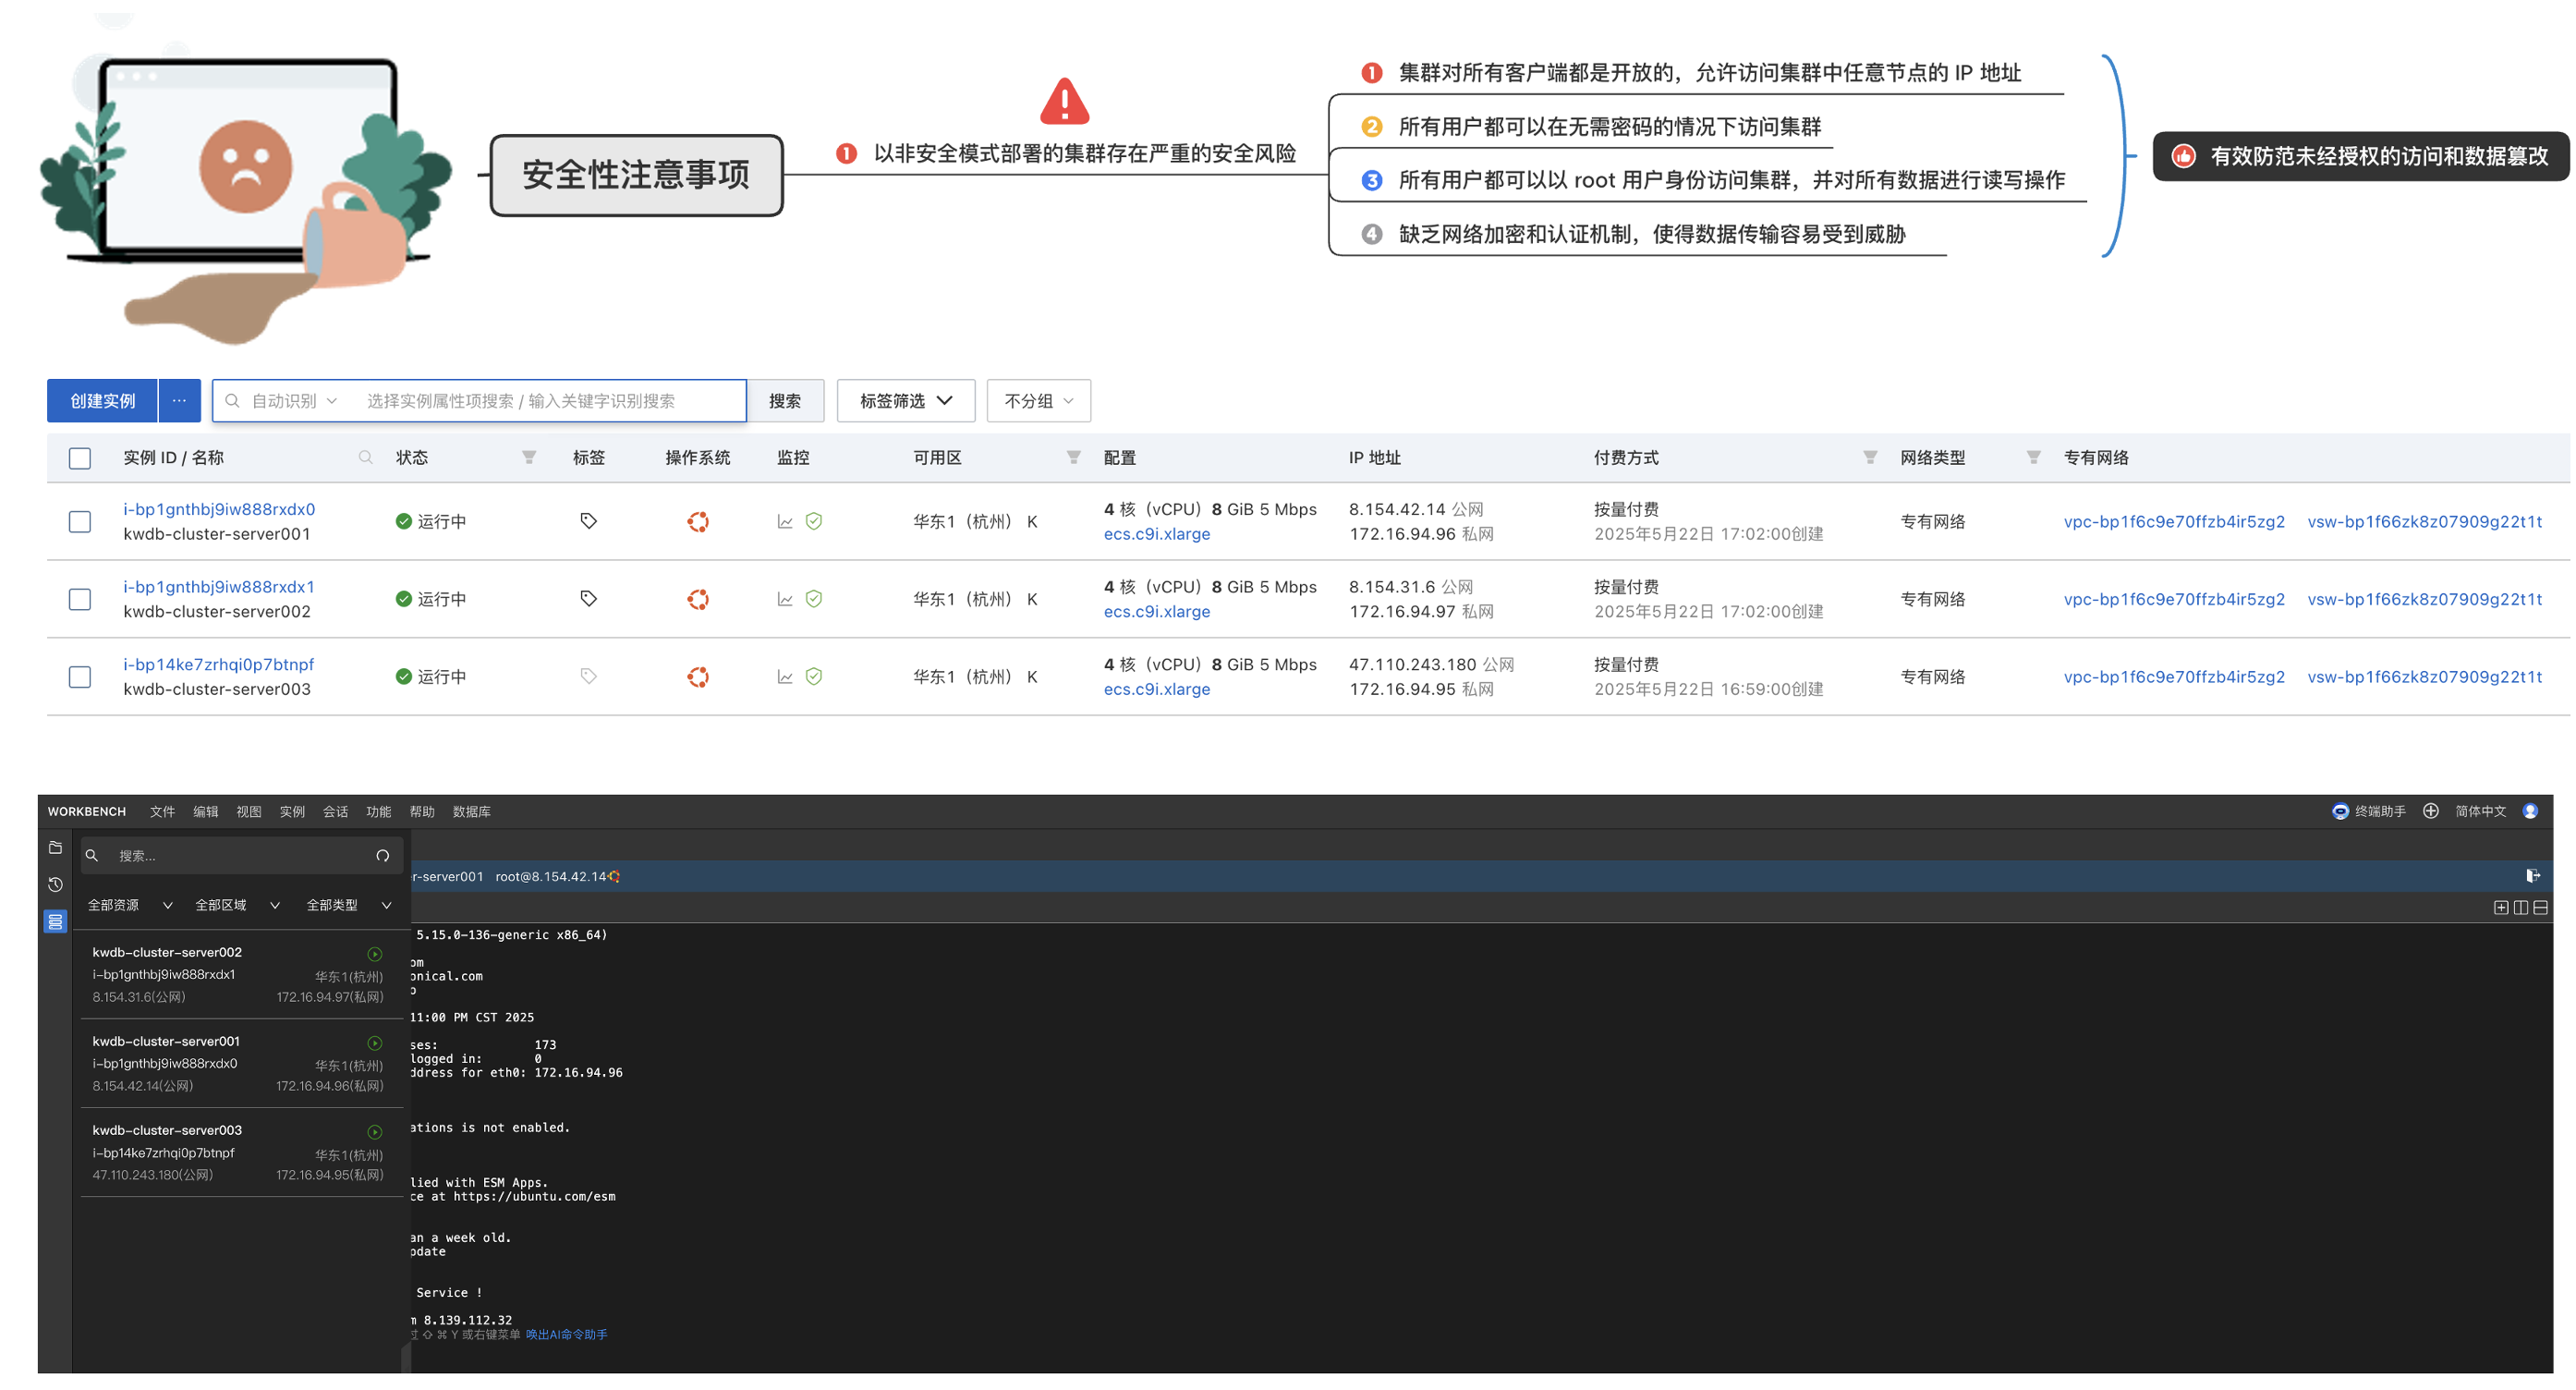 安全性注意事项
1 以非安全模式部署的集群存在严重的安全风险
1 集群对所有客户端都是开放的，允许访问集群中任意节点的 IP 地址
2 所有用户都可以在无需密码的情况下访问集群
3 所有用户都可以以 root 用户身份访问集群，并对所有数据进行读写操作
4 缺乏网络加密和认证机制，使得数据传输容易受到威胁
有效防范未经授权的访问和数据篡改
创建实例 ··· 自动识别 选择实例属性项搜索 / 输入关键字识别搜索 搜索 标签筛选 不分组
实例 ID / 名称 状态 标签 操作系统 监控 可用区 配置 IP 地址 付费方式 网络类型 专有网络
i-bp1gnthbj9iw888rxdx0 4 核（vCPU）8 GiB 5 Mbps 8.154.42.14 公网 按量付费
运行中 华东1（杭州） K 专有网络 vpc-bp1f6c9e70ffzb4ir5zg2 vsw-bp1f66zk8z07909g22t1t
kwdb-cluster-server001 ecs.c9i.xlarge 172.16.94.96 私网 2025年5月22日 17:02:00创建
i-bp1gnthbj9iw888rxdx1 4 核（vCPU）8 GiB 5 Mbps 8.154.31.6 公网 按量付费
运行中 华东1（杭州） K 专有网络 vpc-bp1f6c9e70ffzb4ir5zg2 vsw-bp1f66zk8z07909g22t1t
kwdb-cluster-server002 ecs.c9i.xlarge 172.16.94.97 私网 2025年5月22日 17:02:00创建
i-bp14ke7zrhqi0p7btnpf 4 核（vCPU）8 GiB 5 Mbps 47.110.243.180 公网 按量付费
运行中 华东1（杭州） K 专有网络 vpc-bp1f6c9e70ffzb4ir5zg2 vsw-bp1f66zk8z07909g22t1t
kwdb-cluster-server003 ecs.c9i.xlarge 172.16.94.95 私网 2025年5月22日 16:59:00创建
WORKBENCH 文件 编辑 视图 实例 会话 功能 帮助 数据库 终端助手 简体中文
搜索...
全部资源 全部区域 全部类型
kwdb-cluster-server002
i-bp1gnthbj9iw888rxdx1 华东1(杭州)
8.154.31.6(公网) 172.16.94.97(私网)
kwdb-cluster-server001
i-bp1gnthbj9iw888rxdx0 华东1(杭州)
8.154.42.14(公网) 172.16.94.96(私网)
kwdb-cluster-server003
i-bp14ke7zrhqi0p7btnpf 华东1(杭州)
47.110.243.180(公网) 172.16.94.95(私网)
r-server001 root@8.154.42.14
5.15.0-136-generic x86_64)
om
onical.com
o
11:00 PM CST 2025
ses: 173
logged in: 0
ddress for eth0: 172.16.94.96
ations is not enabled.
lied with ESM Apps.
ce at https://ubuntu.com/esm
an a week old.
pdate
Service !
m 8.139.112.32
过 ⇧ ⌘ Y 或右键菜单 唤出AI命令助手